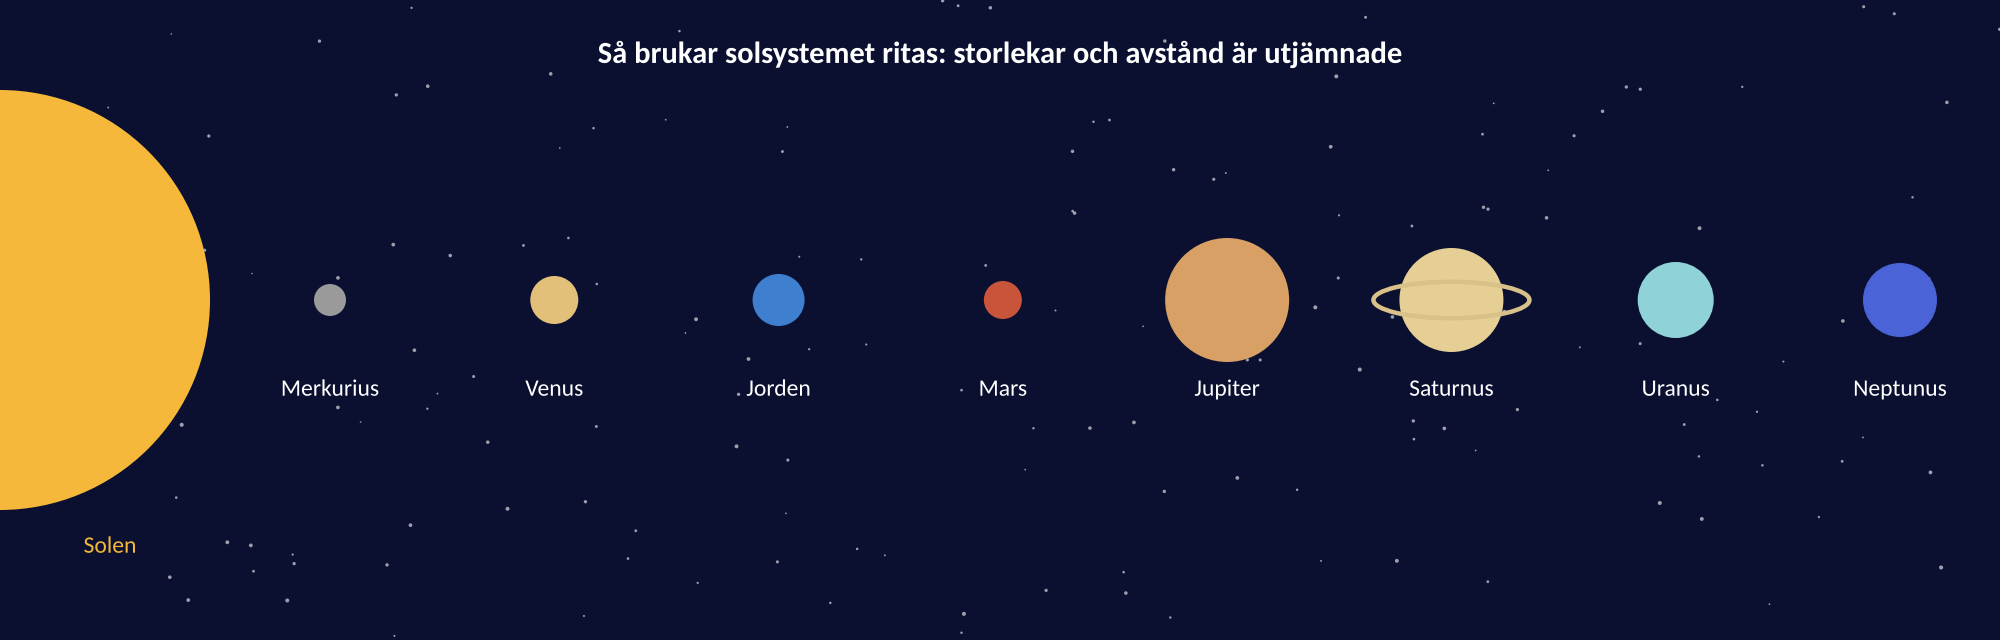 Så brukar solsystemet ritas: storlekar och avstånd är utjämnade
Merkurius
Venus
Jorden
Mars
Jupiter
Saturnus
Uranus
Neptunus
Solen